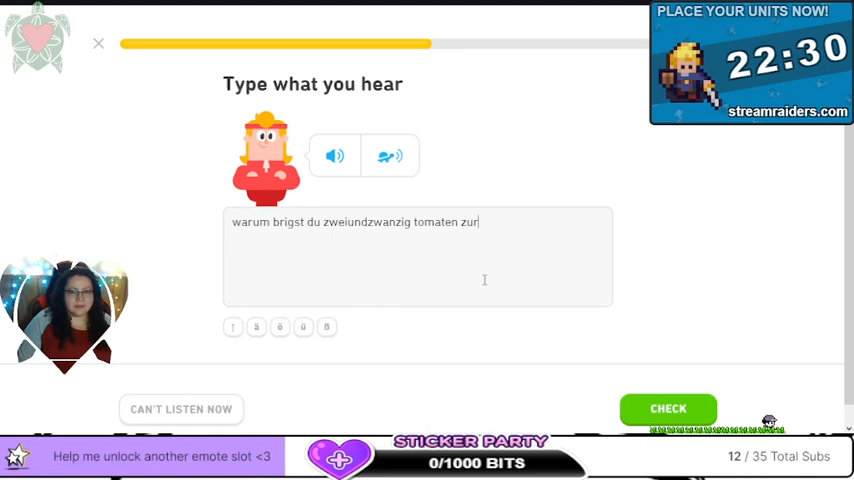 PLACE YOUR UNITS NOW!
22:30
streamraiders.com
Type what you hear
warum brigst du zweiundzwanzig tomaten zur
↑ ä ö ü ß
CAN'T LISTEN NOW
CHECK
Help me unlock another emote slot <3
STICKER PARTY
0/1000 BITS
12 / 35 Total Subs